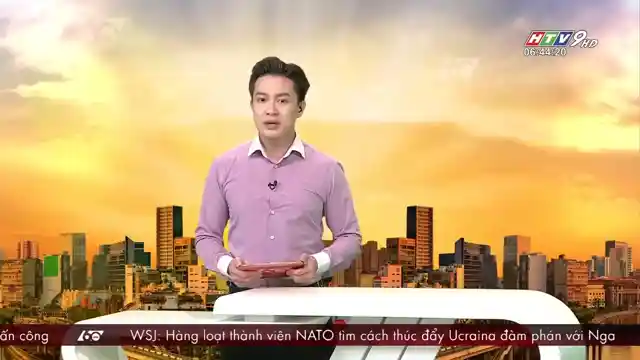 HTV9HD
06:44:20
ấn công
WSJ: Hàng loạt thành viên NATO tìm cách thúc đẩy Ucraina đàm phán với Nga